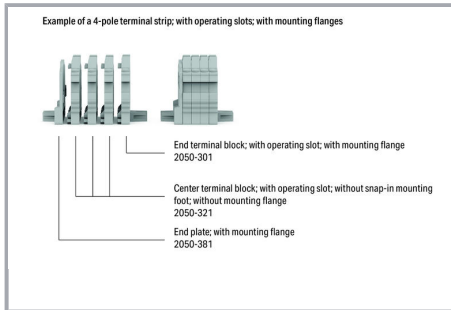 Example of a 4-pole terminal strip; with operating slots; with mounting flanges
End terminal block; with operating slot; with mounting flange
2050-301
Center terminal block; with operating slot; without snap-in mounting
foot; without mounting flange
2050-321
End plate; with mounting flange
2050-381